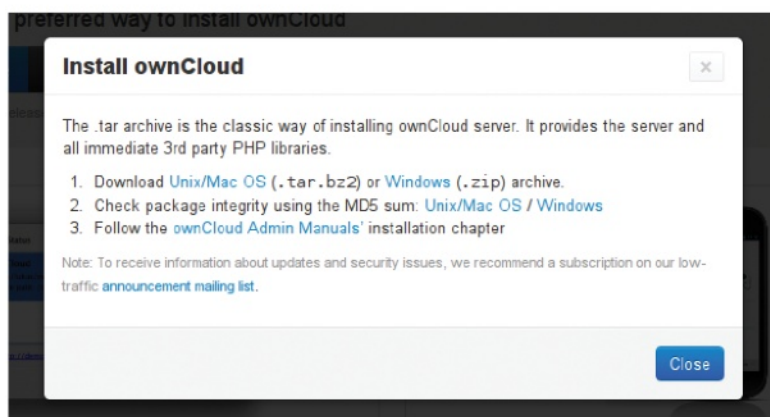 preferred way to install ownCloud
Install ownCloud
×
The .tar archive is the classic way of installing ownCloud server. It provides the server and
all immediate 3rd party PHP libraries.
1. Download Unix/Mac OS (.tar.bz2) or Windows (.zip) archive.
2. Check package integrity using the MD5 sum: Unix/Mac OS / Windows
3. Follow the ownCloud Admin Manuals' installation chapter
Note: To receive information about updates and security issues, we recommend a subscription on our low-
traffic announcement mailing list.
Close